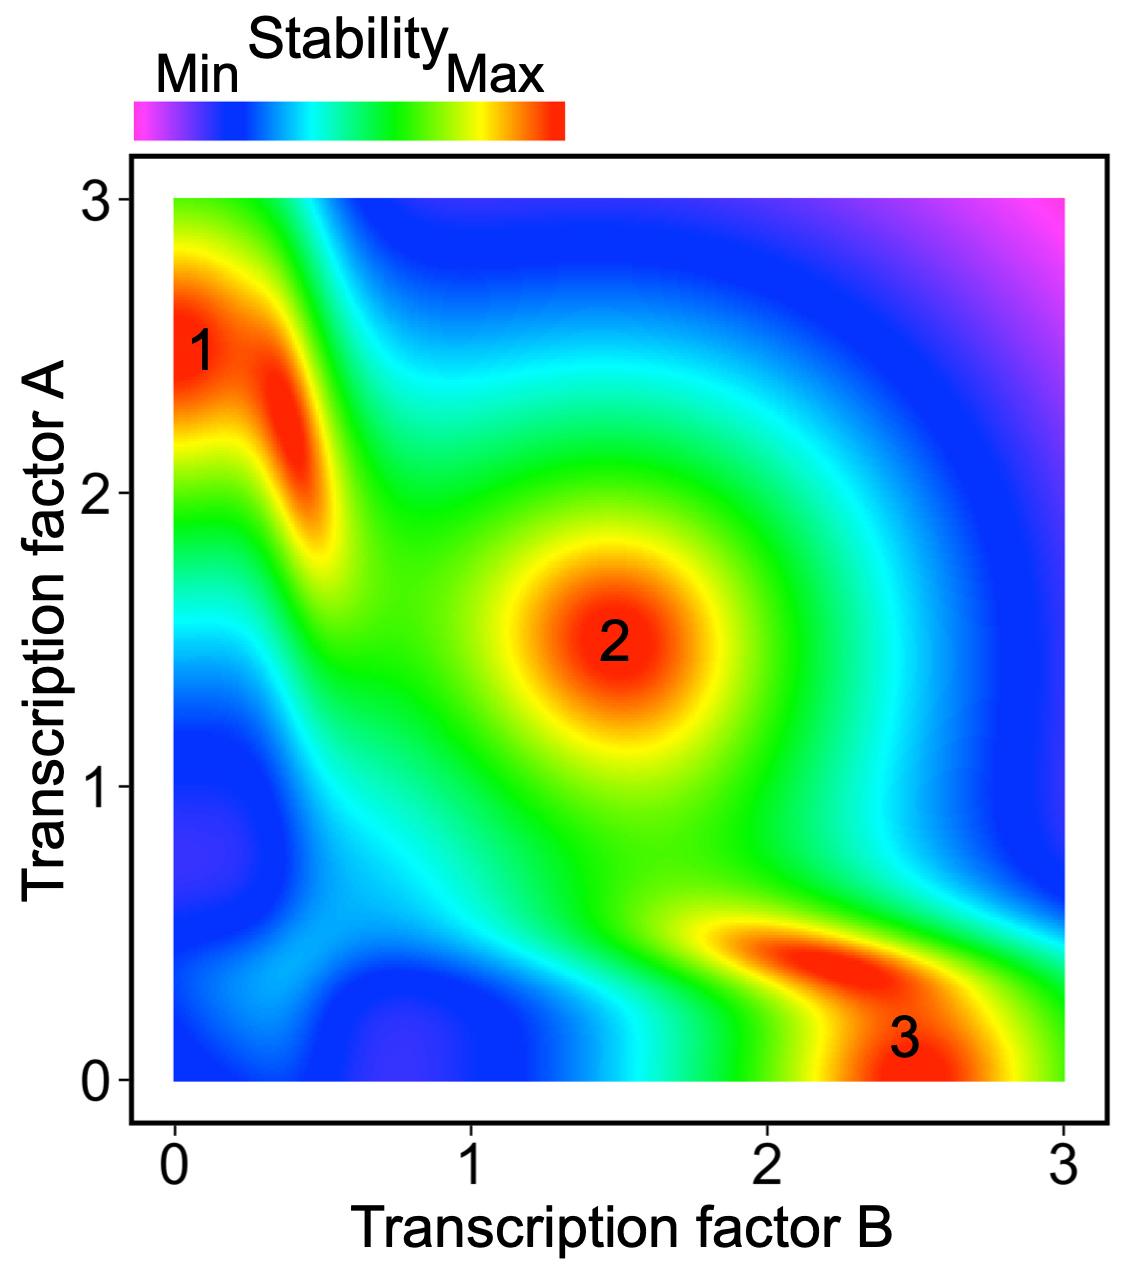 Stability
Min Max
Transcription factor A
3
2
1
0
1
2
3
0 1 2 3
Transcription factor B